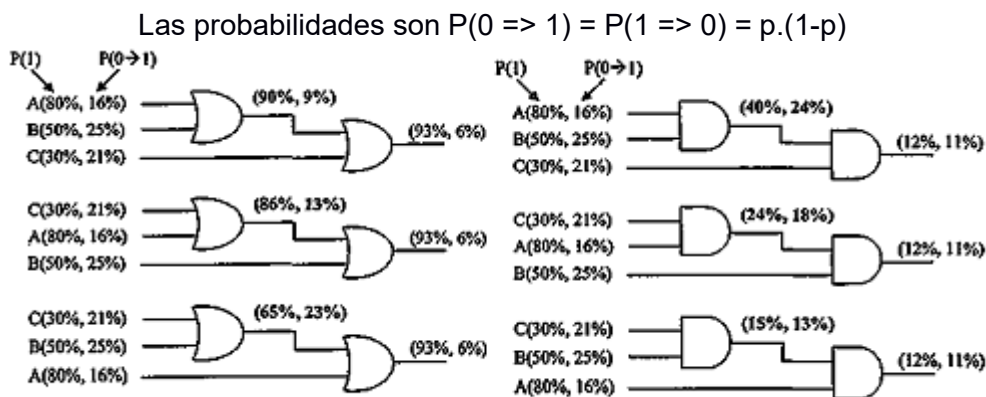 Las probabilidades son P(0 => 1) = P(1 => 0) = p.(1-p)
P(1) P(0→1)
A(80%, 16%)
B(50%, 25%)
C(30%, 21%)
(90%, 9%)
(93%, 6%)
C(30%, 21%)
A(80%, 16%)
B(50%, 25%)
(86%, 13%)
(93%, 6%)
C(30%, 21%)
B(50%, 25%)
A(80%, 16%)
(65%, 23%)
(93%, 6%)
P(1) P(0→1)
A(80%, 16%)
B(50%, 25%)
C(30%, 21%)
(40%, 24%)
(12%, 11%)
C(30%, 21%)
A(80%, 16%)
B(50%, 25%)
(24%, 18%)
(12%, 11%)
C(30%, 21%)
B(50%, 25%)
A(80%, 16%)
(15%, 13%)
(12%, 11%)